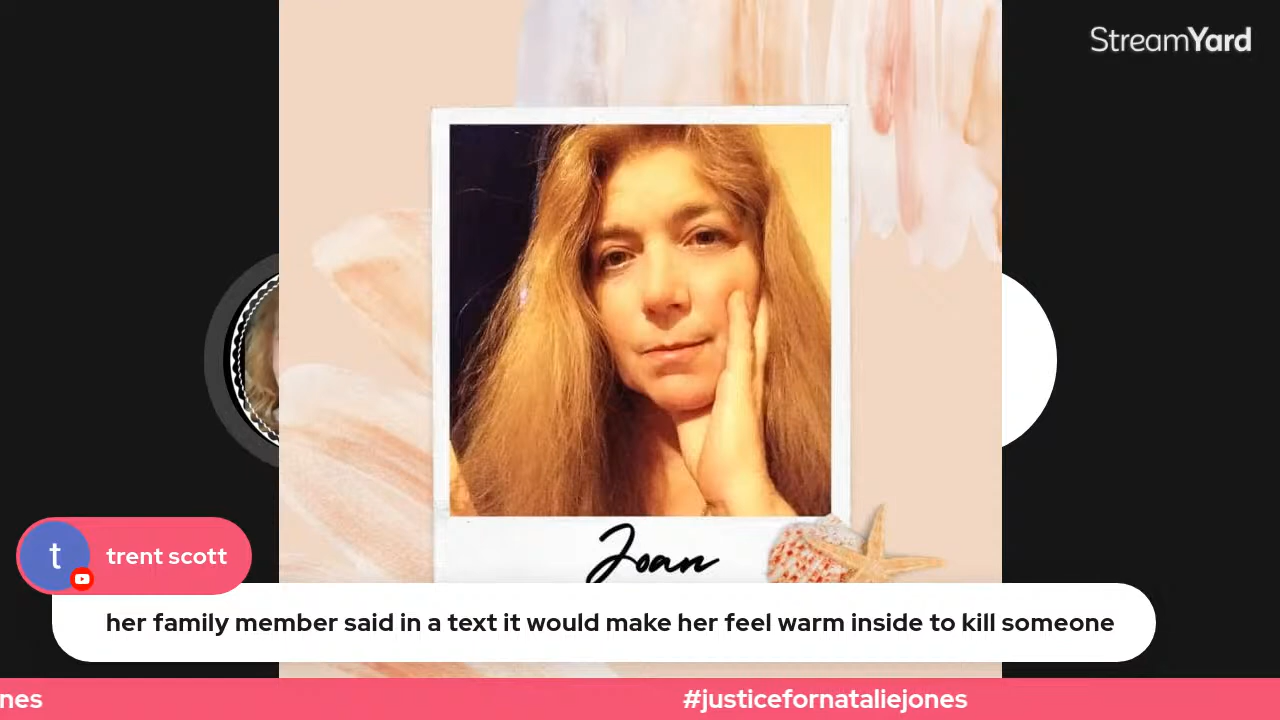 StreamYard
Joan
t
trent scott
her family member said in a text it would make her feel warm inside to kill someone
nes
#justicefornataliejones